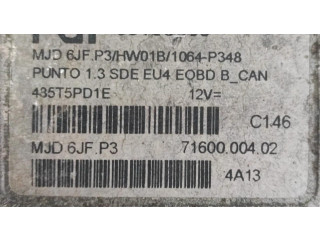 MJD 6JF.P3/HW01B/1064-P348
PUNTO 1.3 SDE EU4 EOBD B_CAN
435T5PD1E 12V=
C146
MJD 6JF.P3 71600.004.02
4A13